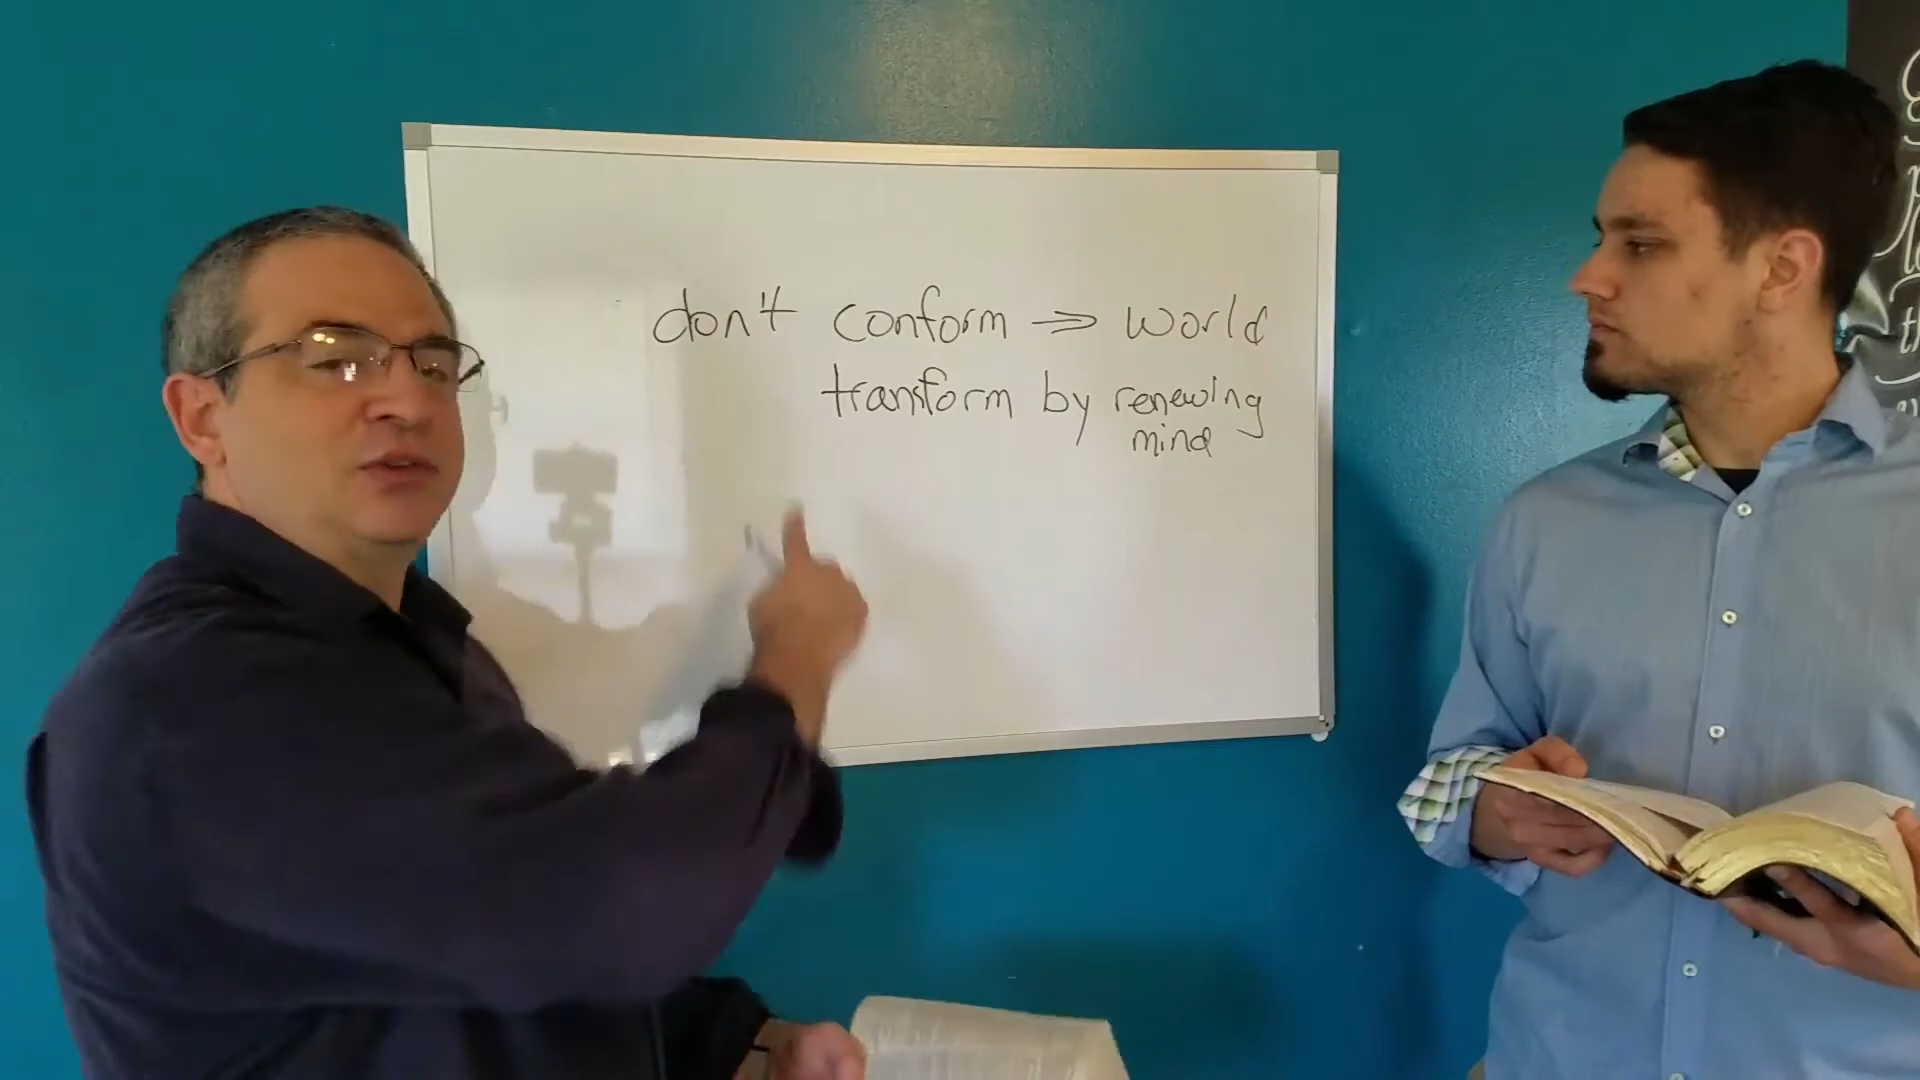 don't conform => world
transform by renewing
mind